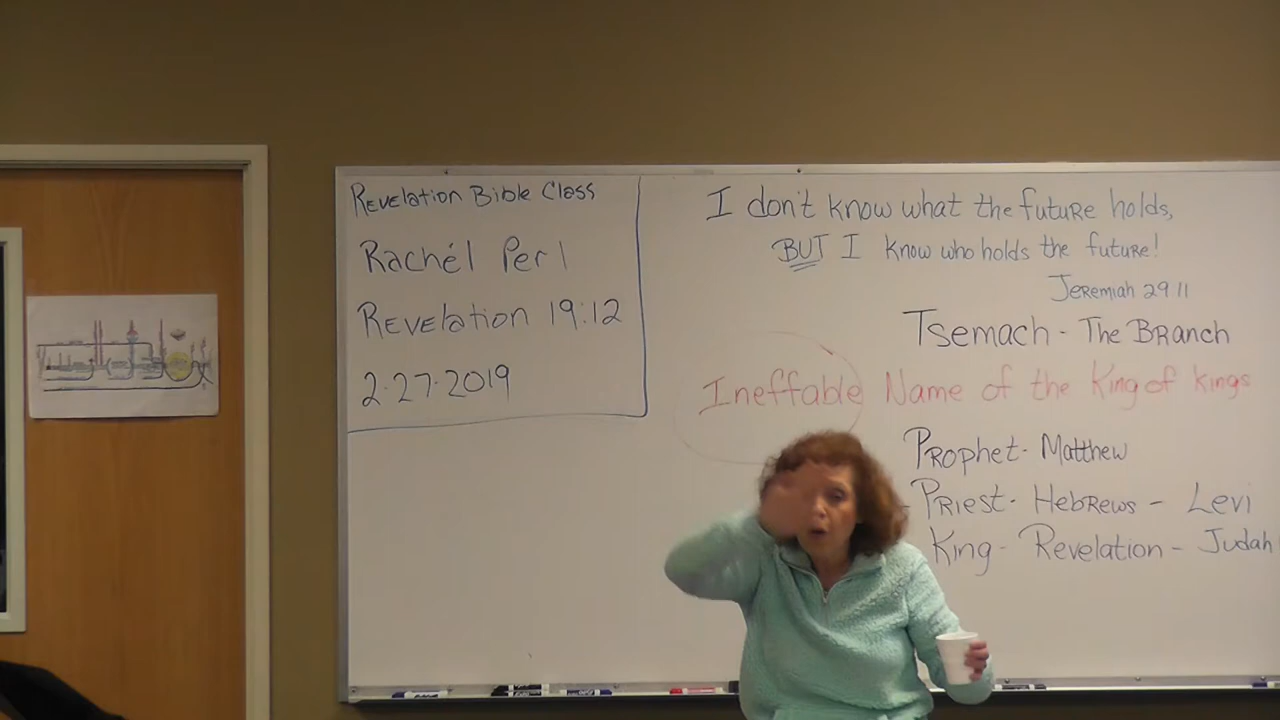 Revelation Bible Class
Rachél Perl
Revelation 19:12
2.27.2019
I don't know what the future holds,
BUT I know who holds the future!
Jeremiah 29 11
Tsemach - The Branch
Ineffable Name of the King of kings
Prophet - Matthew
Priest - Hebrews - Levi
King - Revelation - Judah